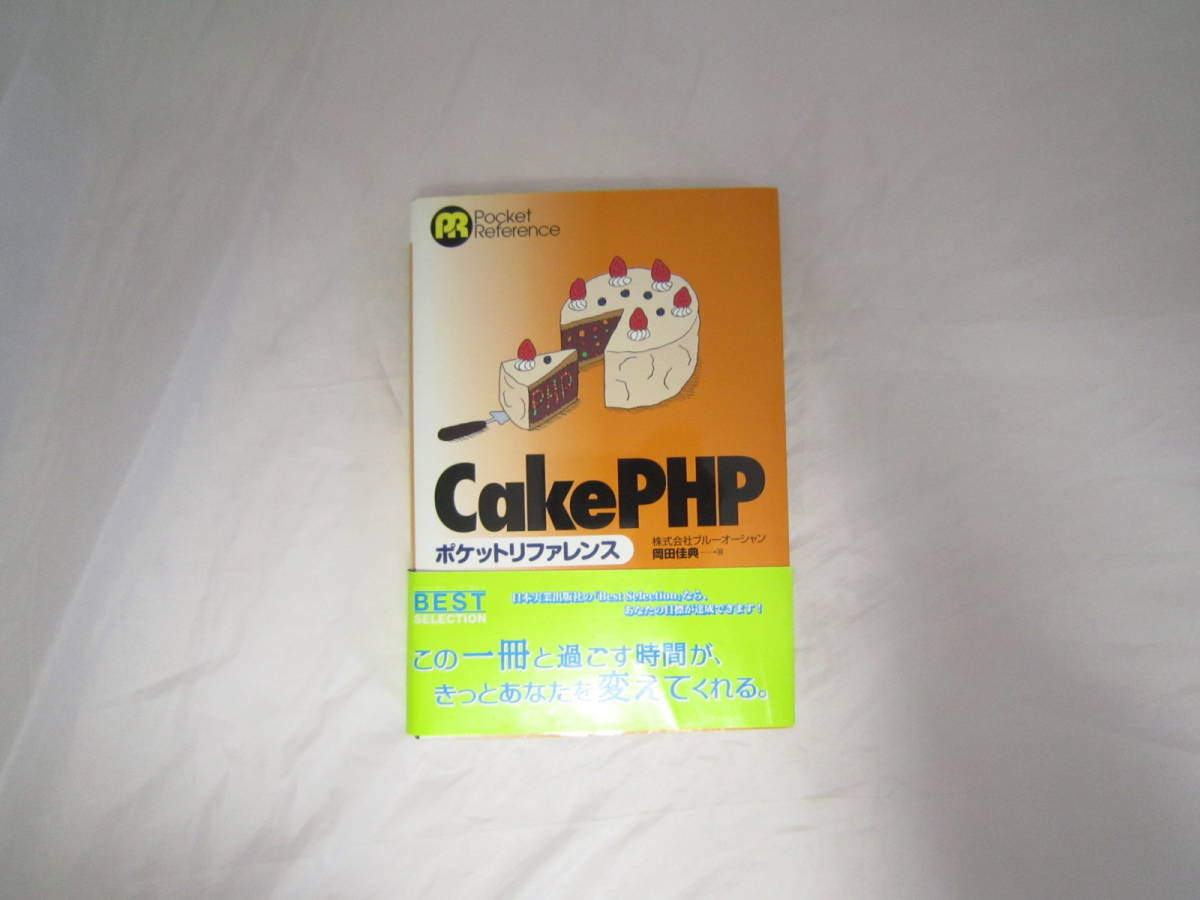 PR
Pocket
Reference
PHP
CakePHP
ポケットリファレンス
株式会社ブルーオーシャン
岡田佳典 著
BEST
SELECTION
日本実業出版社の「Best Selection」なら、
あなたの目標が達成できます！
この一冊と過ごす時間が、
きっとあなたを変えてくれる。